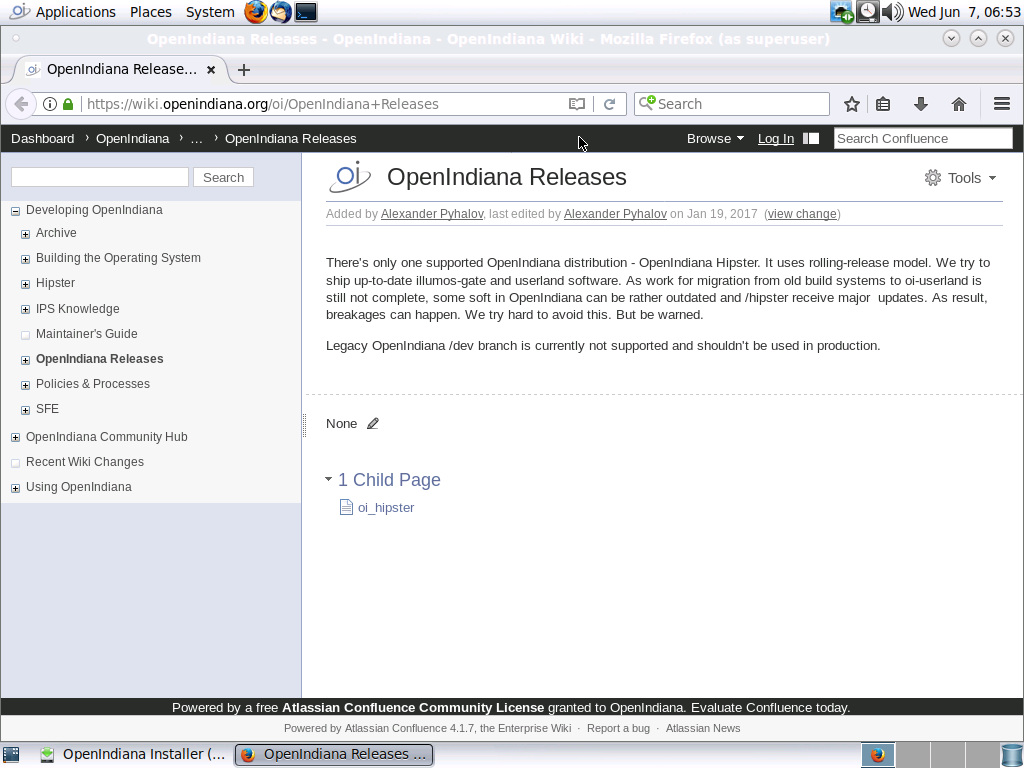 Applications Places System Wed Jun 7, 06:53
OpenIndiana Releases - OpenIndiana - OpenIndiana Wiki - Mozilla Firefox (as superuser)
oi OpenIndiana Release...
https://wiki.openindiana.org/oi/OpenIndiana+Releases Search
Dashboard › OpenIndiana › ... › OpenIndiana Releases Browse Log In Search Confluence
Search
oi OpenIndiana Releases Tools
Added by Alexander Pyhalov, last edited by Alexander Pyhalov on Jan 19, 2017 (view change)
Developing OpenIndiana
Archive
Building the Operating System
Hipster
IPS Knowledge
Maintainer's Guide
OpenIndiana Releases
Policies & Processes
SFE
OpenIndiana Community Hub
Recent Wiki Changes
Using OpenIndiana
There's only one supported OpenIndiana distribution - OpenIndiana Hipster. It uses rolling-release model. We try to
ship up-to-date illumos-gate and userland software. As work for migration from old build systems to oi-userland is
still not complete, some soft in OpenIndiana can be rather outdated and /hipster receive major updates. As result,
breakages can happen. We try hard to avoid this. But be warned.
Legacy OpenIndiana /dev branch is currently not supported and shouldn't be used in production.
None
1 Child Page
oi_hipster
Powered by a free Atlassian Confluence Community License granted to OpenIndiana. Evaluate Confluence today.
Powered by Atlassian Confluence 4.1.7, the Enterprise Wiki · Report a bug · Atlassian News
OpenIndiana Installer (... OpenIndiana Releases ...